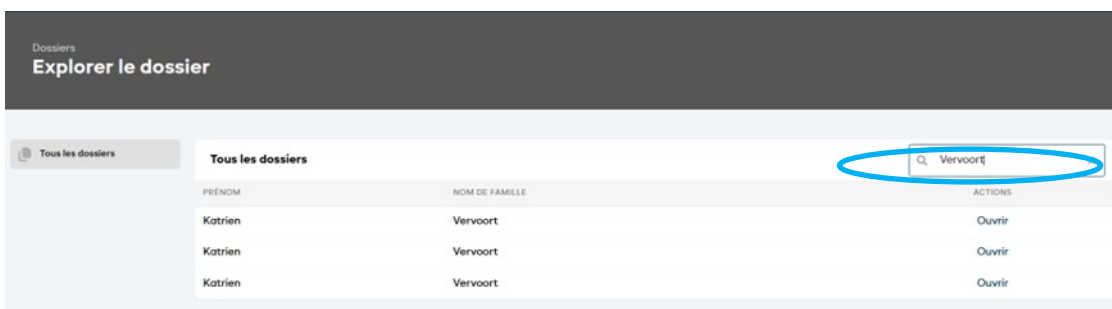 Dossiers
Explorer le dossier
Tous les dossiers
Tous les dossiers Vervoort
PRÉNOM NOM DE FAMILLE ACTIONS
Katrien Vervoort Ouvrir
Katrien Vervoort Ouvrir
Katrien Vervoort Ouvrir